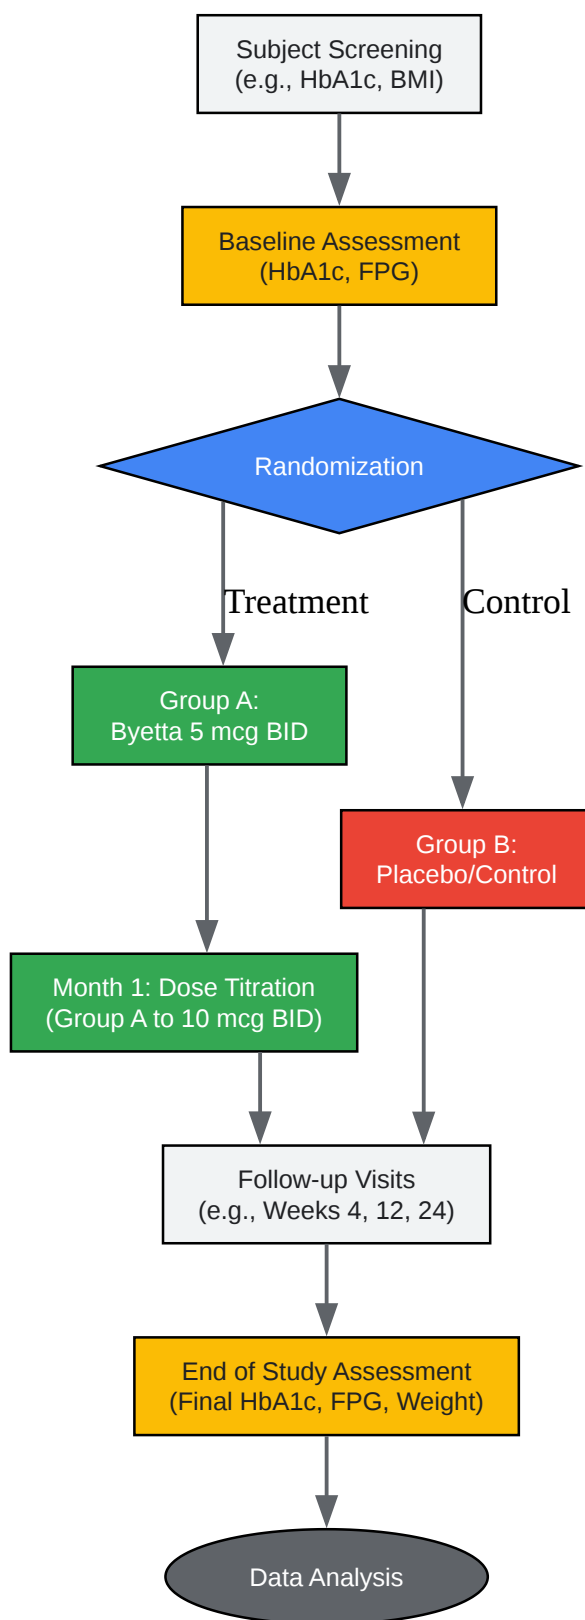 Subject Screening
(e.g., HbA1c, BMI)
Baseline Assessment
(HbA1c, FPG)
Randomization
Treatment
Control
Group A:
Byetta 5 mcg BID
Group B:
Placebo/Control
Month 1: Dose Titration
(Group A to 10 mcg BID)
Follow-up Visits
(e.g., Weeks 4, 12, 24)
End of Study Assessment
(Final HbA1c, FPG, Weight)
Data Analysis